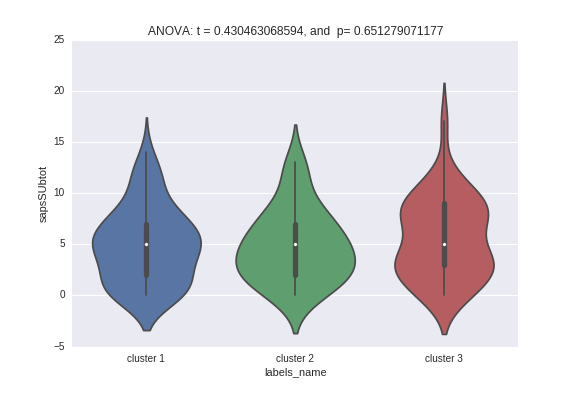 ANOVA: t = 0.430463068594, and  p= 0.651279071177
25
20
15
10
5
0
−5
sapsSUbtot
cluster 1
cluster 2
cluster 3
labels_name